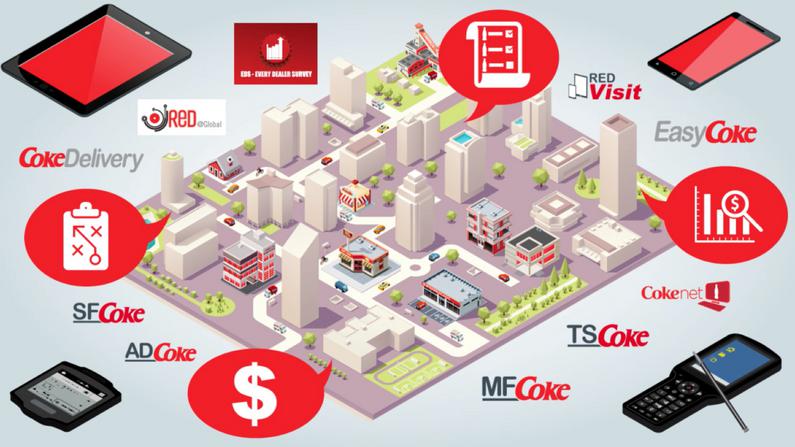 EDS - EVERY DEALER SURVEY
RED
Visit
RED@Global
EasyCoke
CokeDelivery
$
Cokenet
SFCoke
TSCoke
ADCoke
$
MFCoke